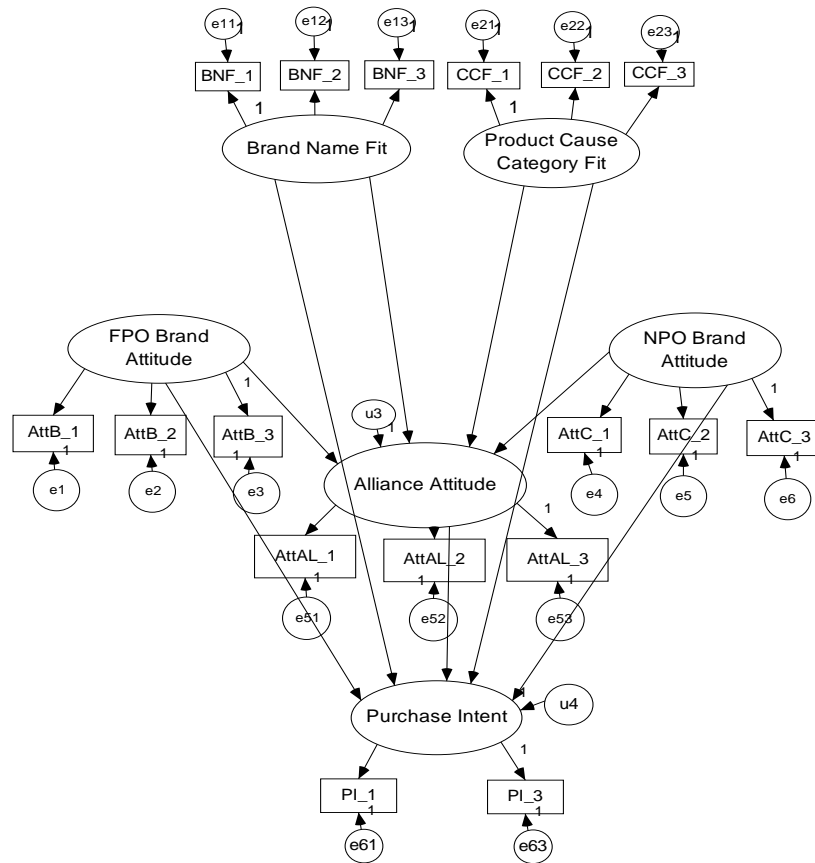 e11 1
e12 1
e13 1
e21 1
e22 1
e23 1
BNF_1
BNF_2
BNF_3
CCF_1
CCF_2
CCF_3
1
1
Brand Name Fit
Product Cause
Category Fit
FPO Brand
Attitude
NPO Brand
Attitude
1
1
u3
1
AttB_1
1
AttB_2
1
AttB_3
1
AttC_1
1
AttC_2
1
AttC_3
1
e1
e2
e3
e4
e5
e6
Alliance Attitude
1
AttAL_1
1
AttAL_2
1
AttAL_3
1
e51
e52
e53
Purchase Intent
1
u4
1
PI_1
1
PI_3
1
e61
e63